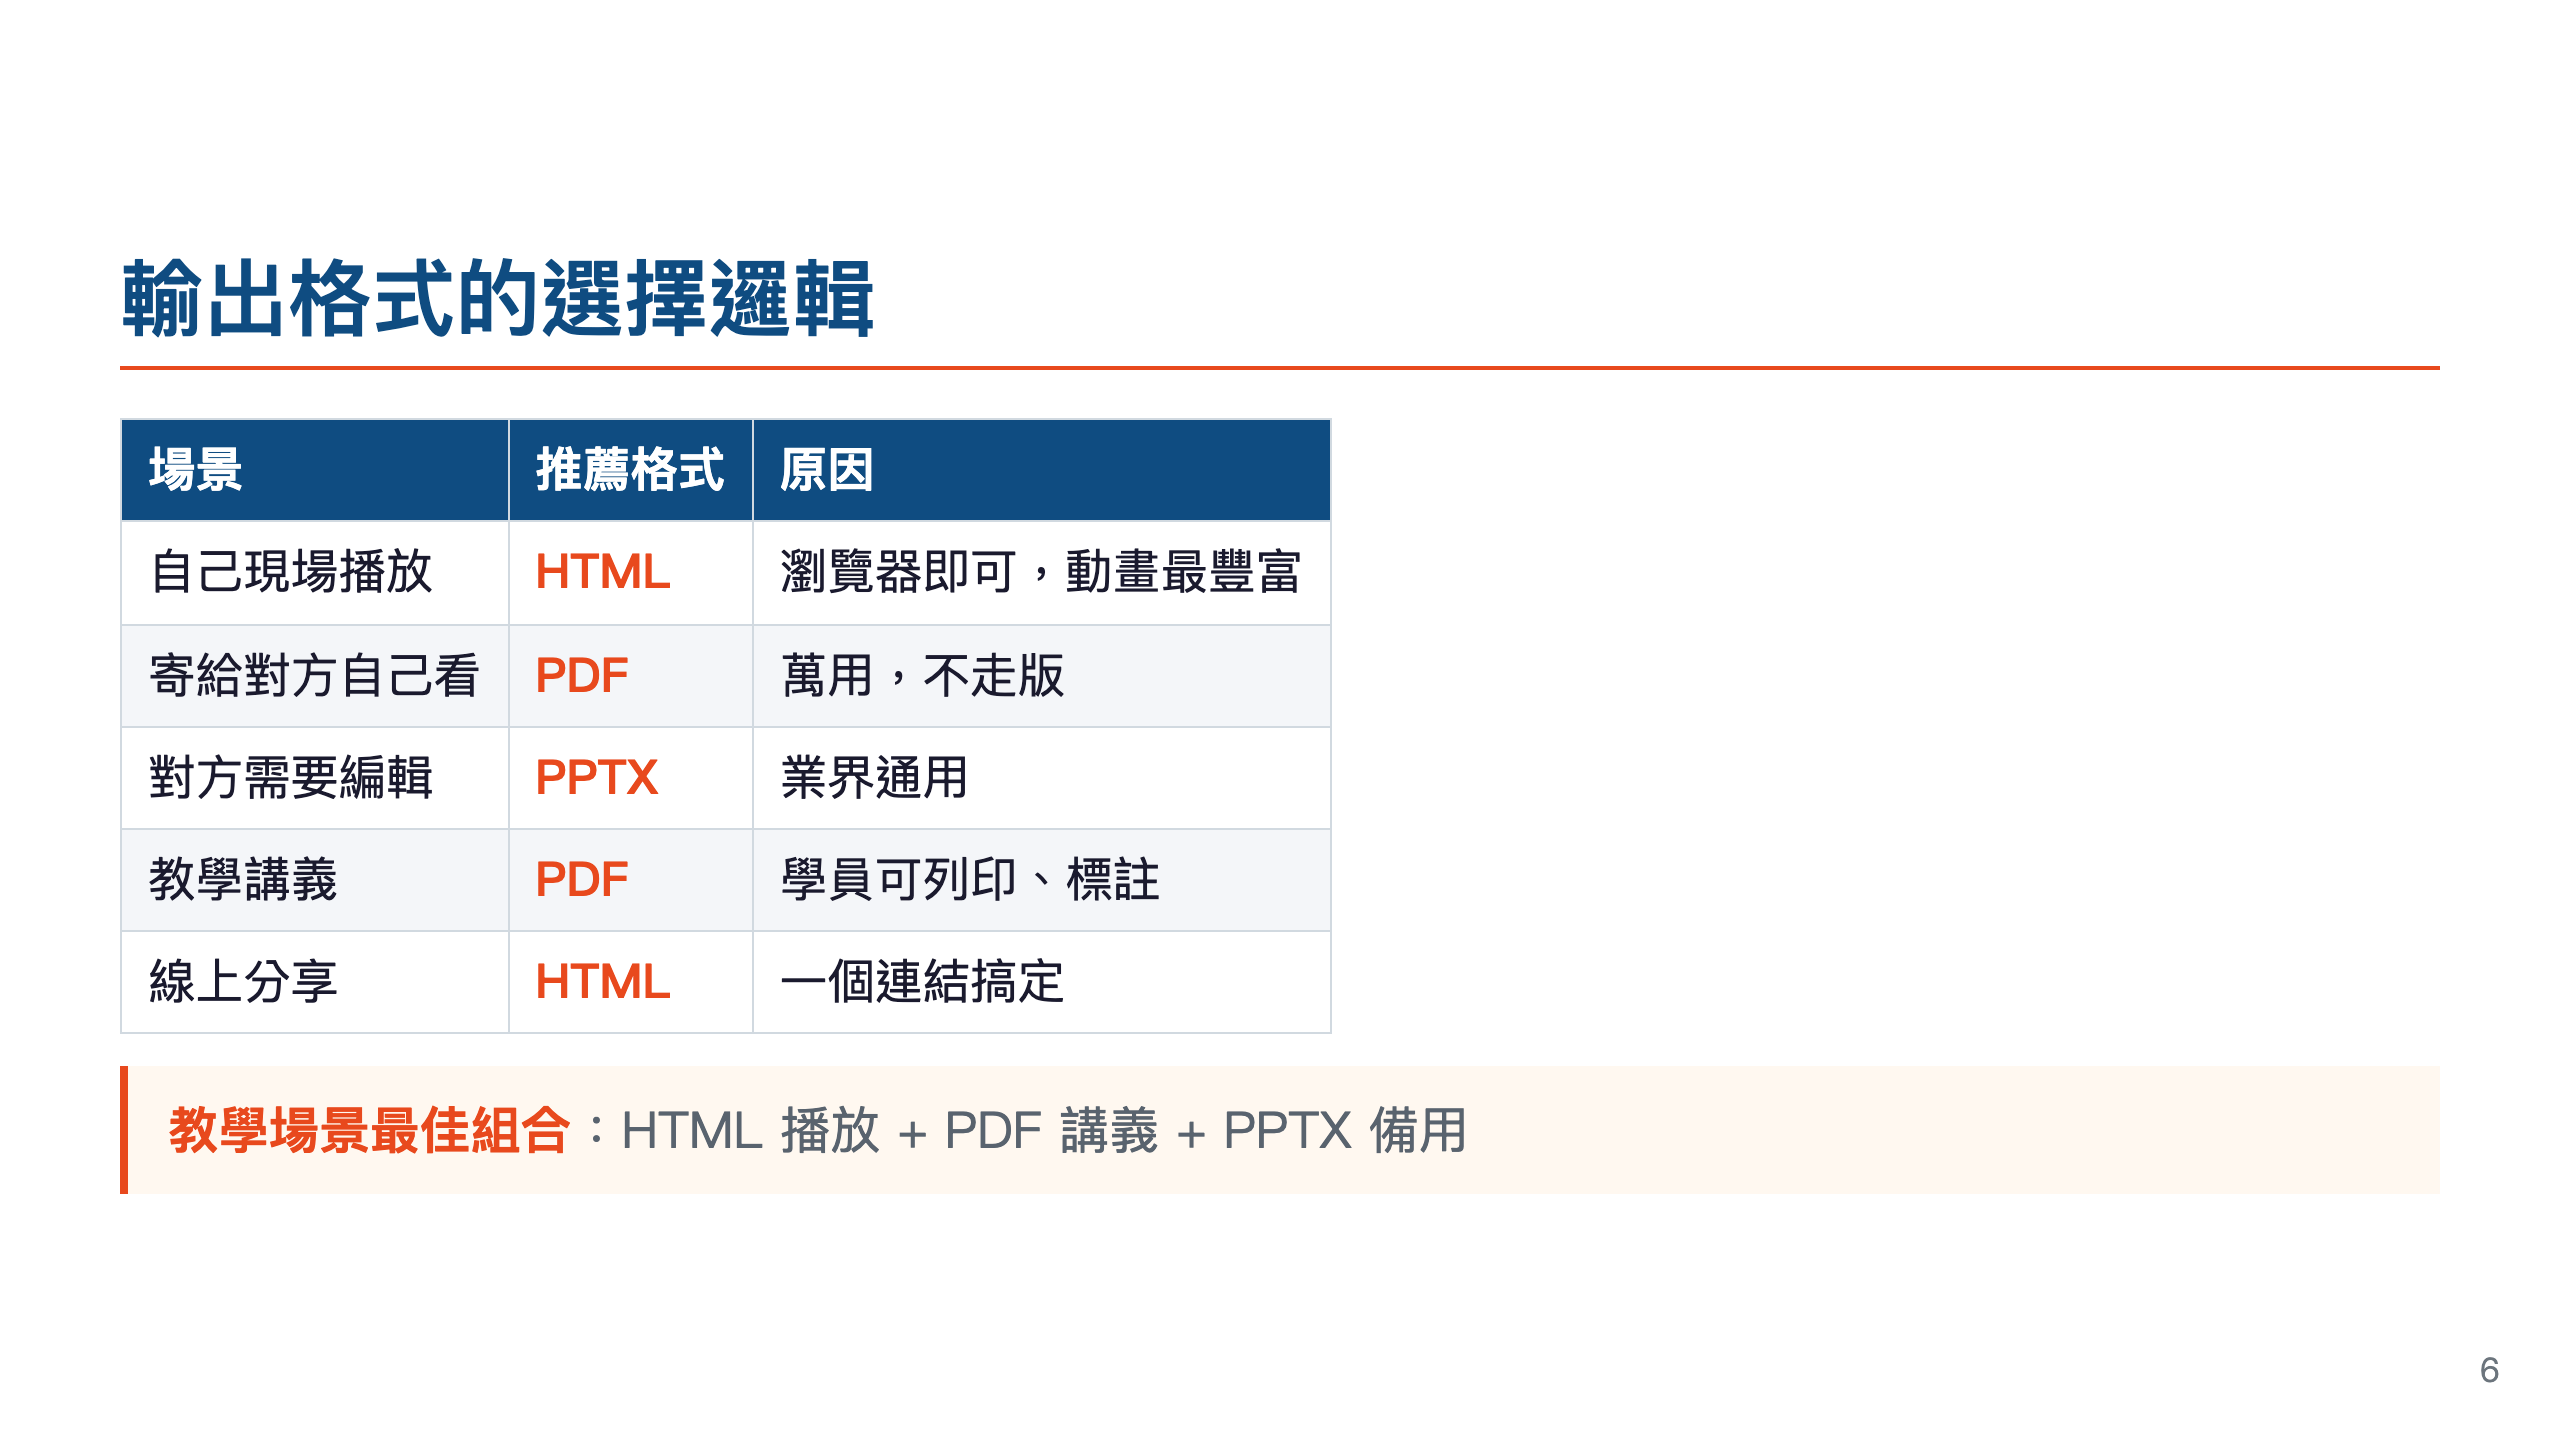 輸出格式的選擇邏輯
場景 推薦格式 原因
自己現場播放 HTML 瀏覽器即可，動畫最豐富
寄給對方自己看 PDF 萬用，不走版
對方需要編輯 PPTX 業界通用
教學講義 PDF 學員可列印、標註
線上分享 HTML 一個連結搞定
教學場景最佳組合：HTML 播放 + PDF 講義 + PPTX 備用
6